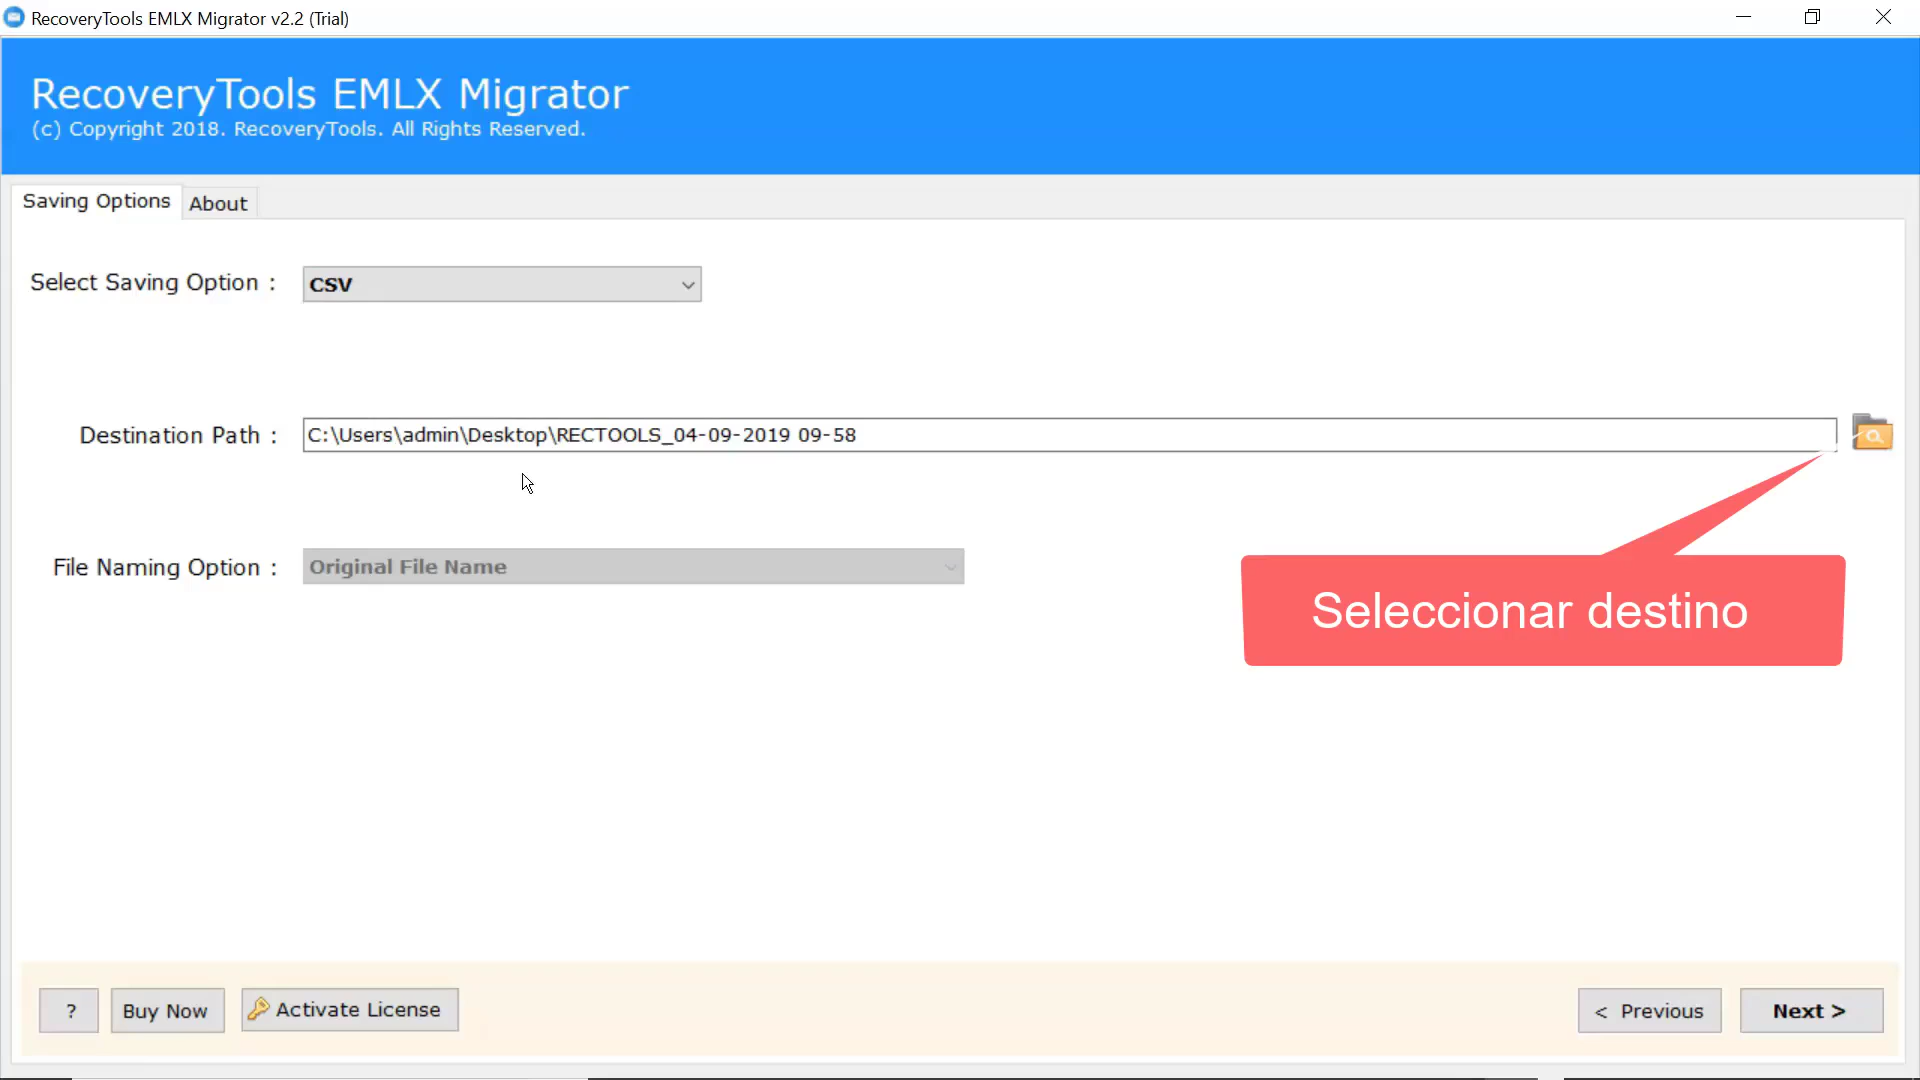 RecoveryTools EMLX Migrator v2.2 (Trial)
RecoveryTools EMLX Migrator
(c) Copyright 2018. RecoveryTools. All Rights Reserved.
Saving Options
About
Select Saving Option :
CSV
Destination Path :
C:\Users\admin\Desktop\RECTOOLS_04-09-2019 09-58
File Naming Option :
Original File Name
Seleccionar destino
?
Buy Now
Activate License
< Previous
Next >